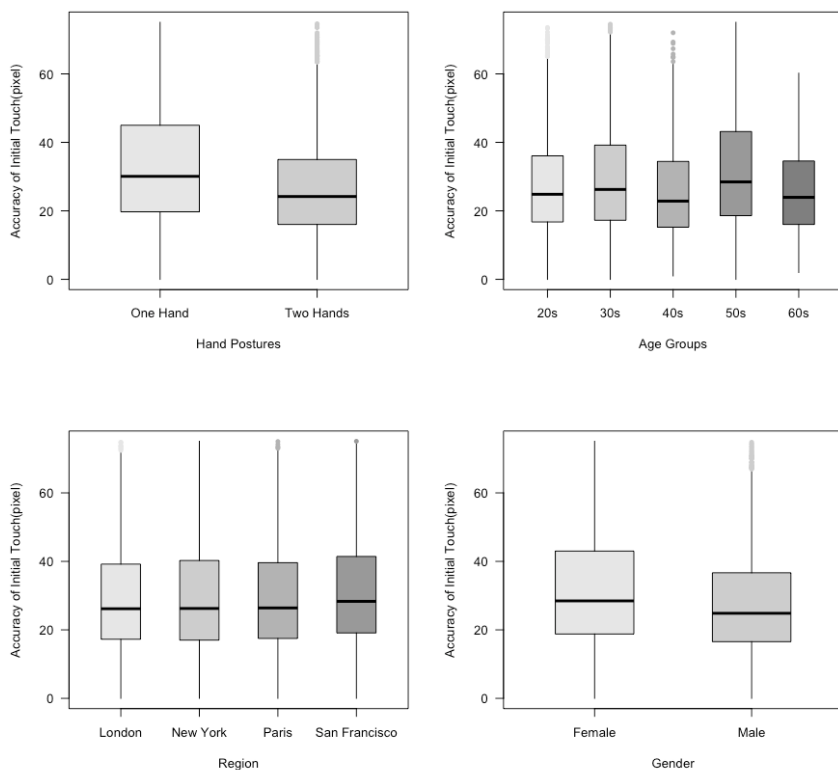 Accuracy of Initial Touch(pixel)
60
40
20
0
One Hand Two Hands
Hand Postures
Accuracy of Initial Touch(pixel)
60
40
20
0
20s 30s 40s 50s 60s
Age Groups
Accuracy of Initial Touch(pixel)
60
40
20
0
London New York Paris San Francisco
Region
Accuracy of Initial Touch(pixel)
60
40
20
0
Female Male
Gender